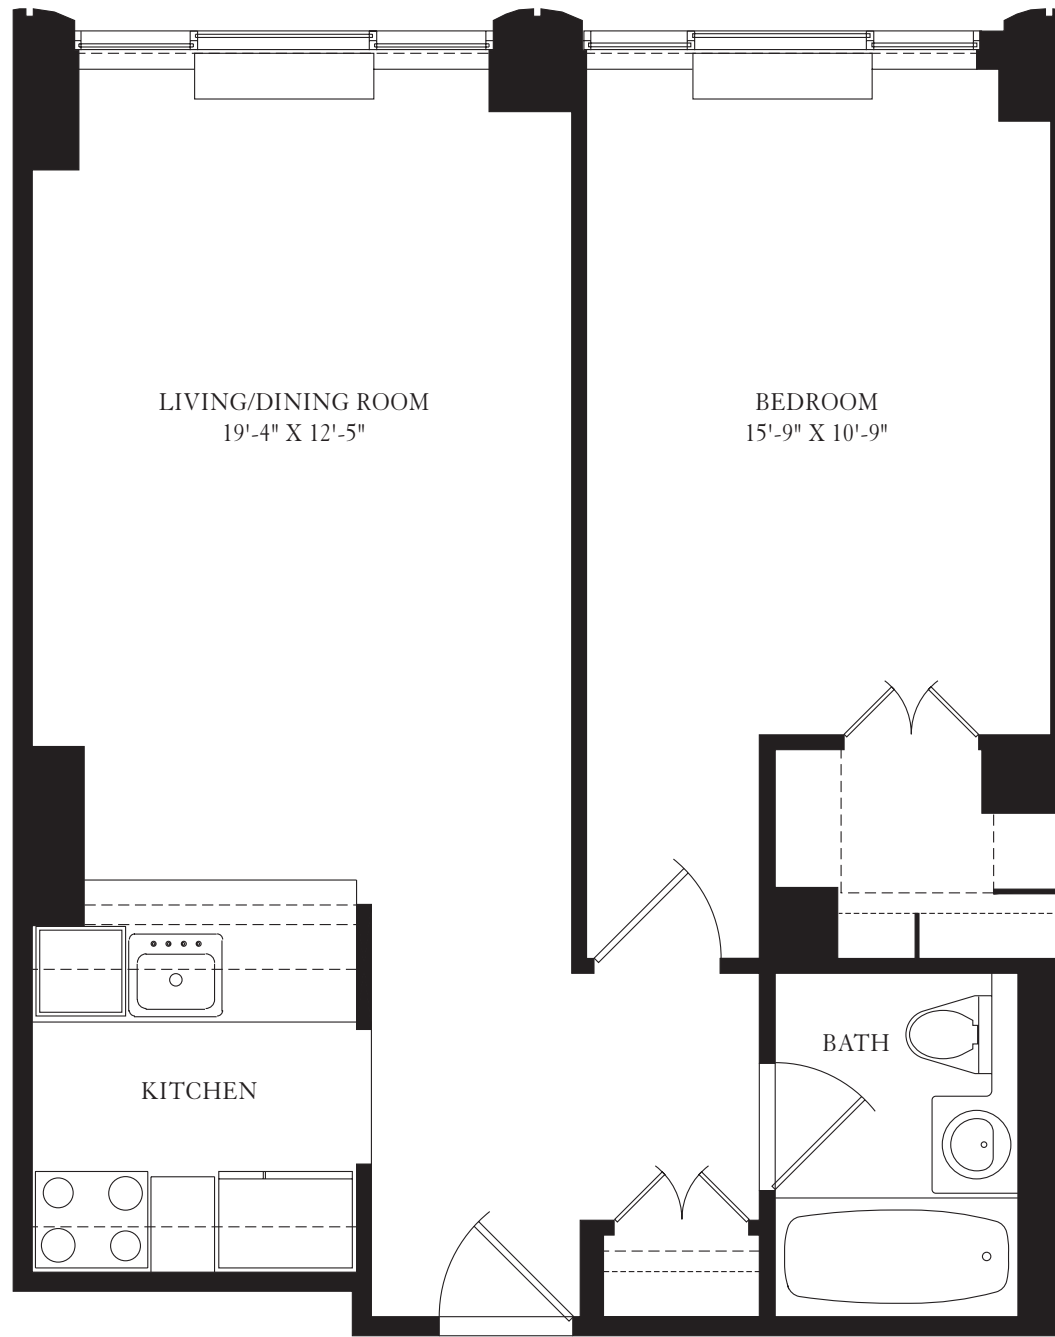 LIVING/DINING ROOM
19'-4" X 12'-5"
BEDROOM
15'-9" X 10'-9"
BATH
KITCHEN